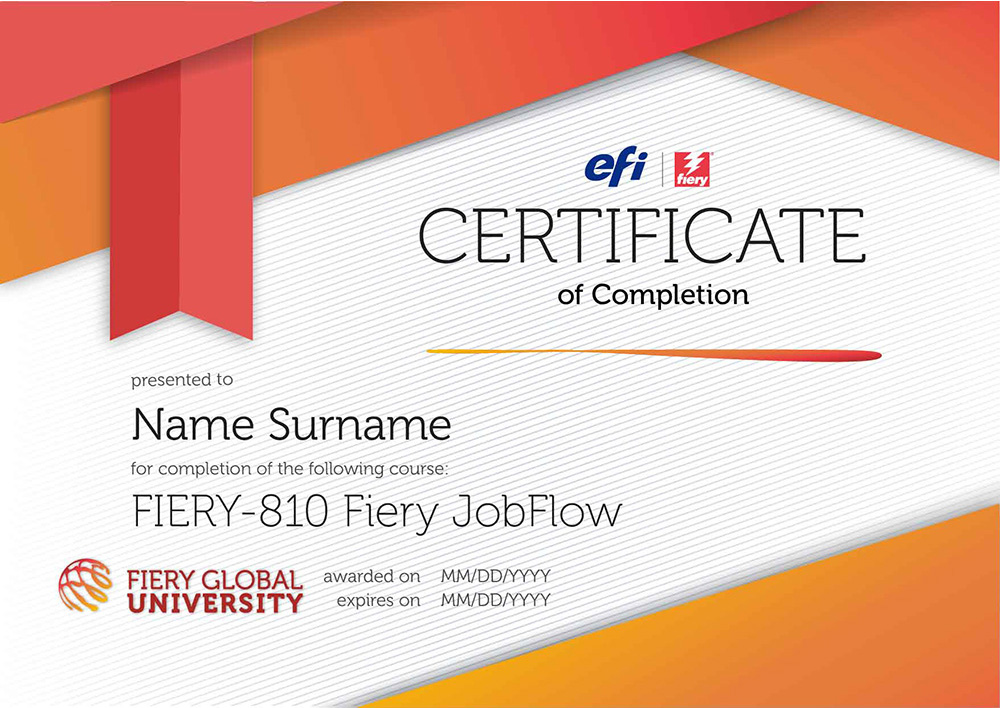 efi
fiery
CERTIFICATE
of Completion
presented to
Name Surname
for completion of the following course:
FIERY-810 Fiery JobFlow
FIERY GLOBAL
UNIVERSITY
awarded on MM/DD/YYYY
expires on MM/DD/YYYY